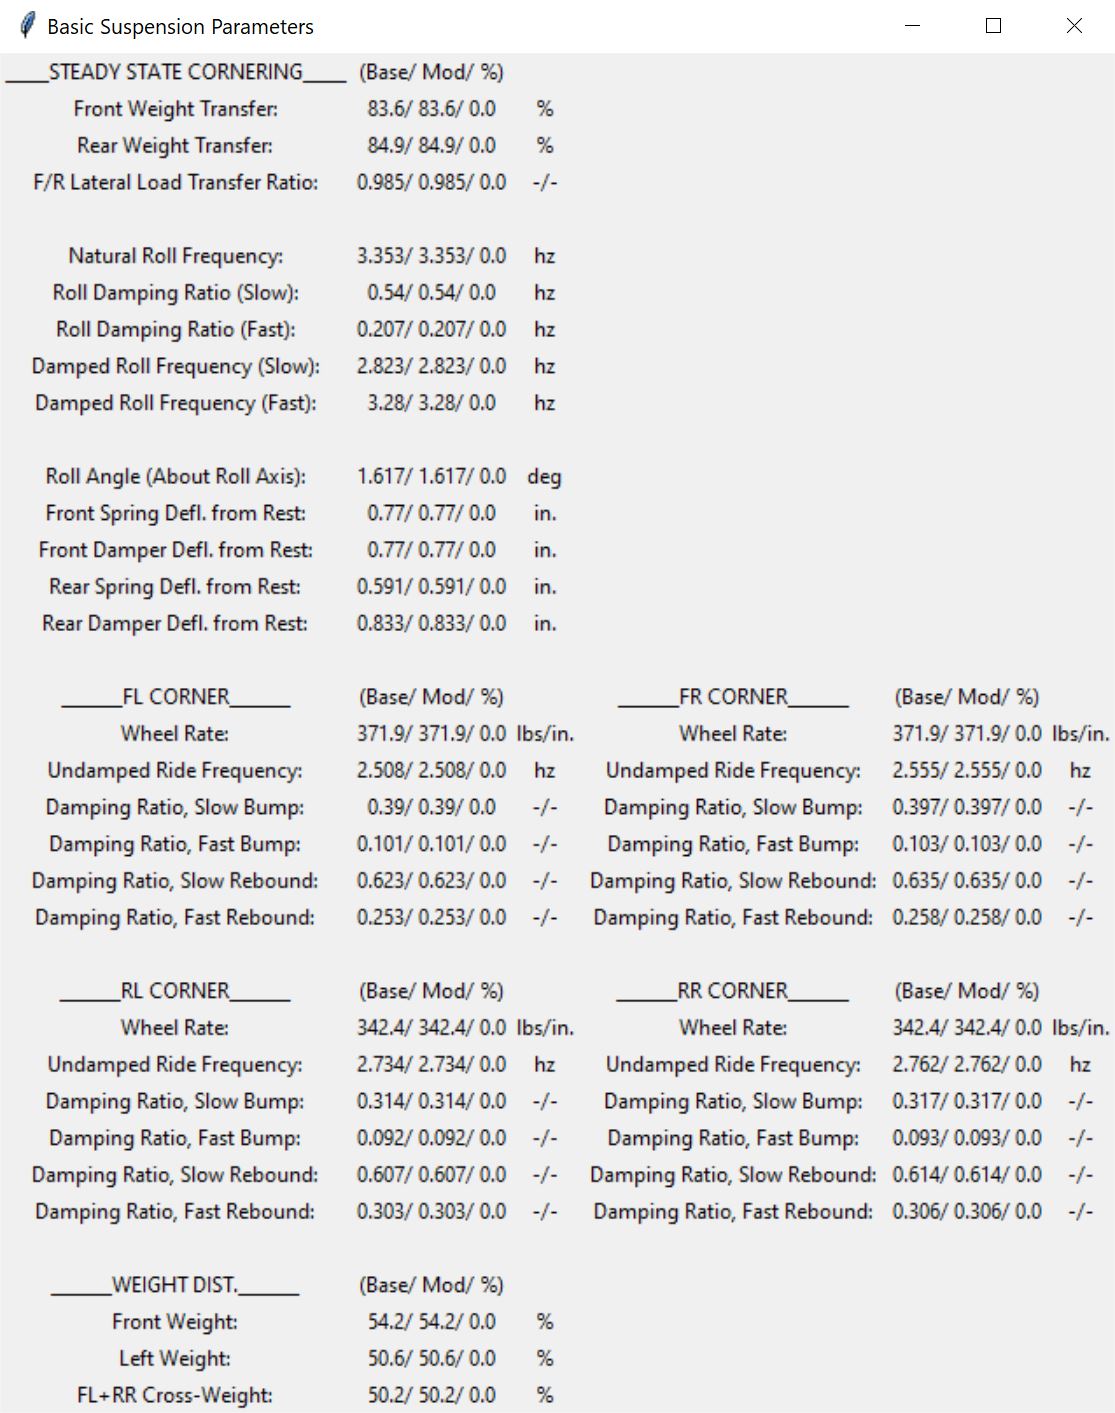 Basic Suspension Parameters
____STEADY STATE CORNERING____ (Base/ Mod/ %)
Front Weight Transfer: 83.6/ 83.6/ 0.0 %
Rear Weight Transfer: 84.9/ 84.9/ 0.0 %
F/R Lateral Load Transfer Ratio: 0.985/ 0.985/ 0.0 -/-
Natural Roll Frequency: 3.353/ 3.353/ 0.0 hz
Roll Damping Ratio (Slow): 0.54/ 0.54/ 0.0 hz
Roll Damping Ratio (Fast): 0.207/ 0.207/ 0.0 hz
Damped Roll Frequency (Slow): 2.823/ 2.823/ 0.0 hz
Damped Roll Frequency (Fast): 3.28/ 3.28/ 0.0 hz
Roll Angle (About Roll Axis): 1.617/ 1.617/ 0.0 deg
Front Spring Defl. from Rest: 0.77/ 0.77/ 0.0 in.
Front Damper Defl. from Rest: 0.77/ 0.77/ 0.0 in.
Rear Spring Defl. from Rest: 0.591/ 0.591/ 0.0 in.
Rear Damper Defl. from Rest: 0.833/ 0.833/ 0.0 in.
______FL CORNER______ (Base/ Mod/ %) ______FR CORNER______ (Base/ Mod/ %)
Wheel Rate: 371.9/ 371.9/ 0.0 lbs/in. Wheel Rate: 371.9/ 371.9/ 0.0 lbs/in.
Undamped Ride Frequency: 2.508/ 2.508/ 0.0 hz Undamped Ride Frequency: 2.555/ 2.555/ 0.0 hz
Damping Ratio, Slow Bump: 0.39/ 0.39/ 0.0 -/- Damping Ratio, Slow Bump: 0.397/ 0.397/ 0.0 -/-
Damping Ratio, Fast Bump: 0.101/ 0.101/ 0.0 -/- Damping Ratio, Fast Bump: 0.103/ 0.103/ 0.0 -/-
Damping Ratio, Slow Rebound: 0.623/ 0.623/ 0.0 -/- Damping Ratio, Slow Rebound: 0.635/ 0.635/ 0.0 -/-
Damping Ratio, Fast Rebound: 0.253/ 0.253/ 0.0 -/- Damping Ratio, Fast Rebound: 0.258/ 0.258/ 0.0 -/-
______RL CORNER______ (Base/ Mod/ %) ______RR CORNER______ (Base/ Mod/ %)
Wheel Rate: 342.4/ 342.4/ 0.0 lbs/in. Wheel Rate: 342.4/ 342.4/ 0.0 lbs/in.
Undamped Ride Frequency: 2.734/ 2.734/ 0.0 hz Undamped Ride Frequency: 2.762/ 2.762/ 0.0 hz
Damping Ratio, Slow Bump: 0.314/ 0.314/ 0.0 -/- Damping Ratio, Slow Bump: 0.317/ 0.317/ 0.0 -/-
Damping Ratio, Fast Bump: 0.092/ 0.092/ 0.0 -/- Damping Ratio, Fast Bump: 0.093/ 0.093/ 0.0 -/-
Damping Ratio, Slow Rebound: 0.607/ 0.607/ 0.0 -/- Damping Ratio, Slow Rebound: 0.614/ 0.614/ 0.0 -/-
Damping Ratio, Fast Rebound: 0.303/ 0.303/ 0.0 -/- Damping Ratio, Fast Rebound: 0.306/ 0.306/ 0.0 -/-
______WEIGHT DIST.______ (Base/ Mod/ %)
Front Weight: 54.2/ 54.2/ 0.0 %
Left Weight: 50.6/ 50.6/ 0.0 %
FL+RR Cross-Weight: 50.2/ 50.2/ 0.0 %